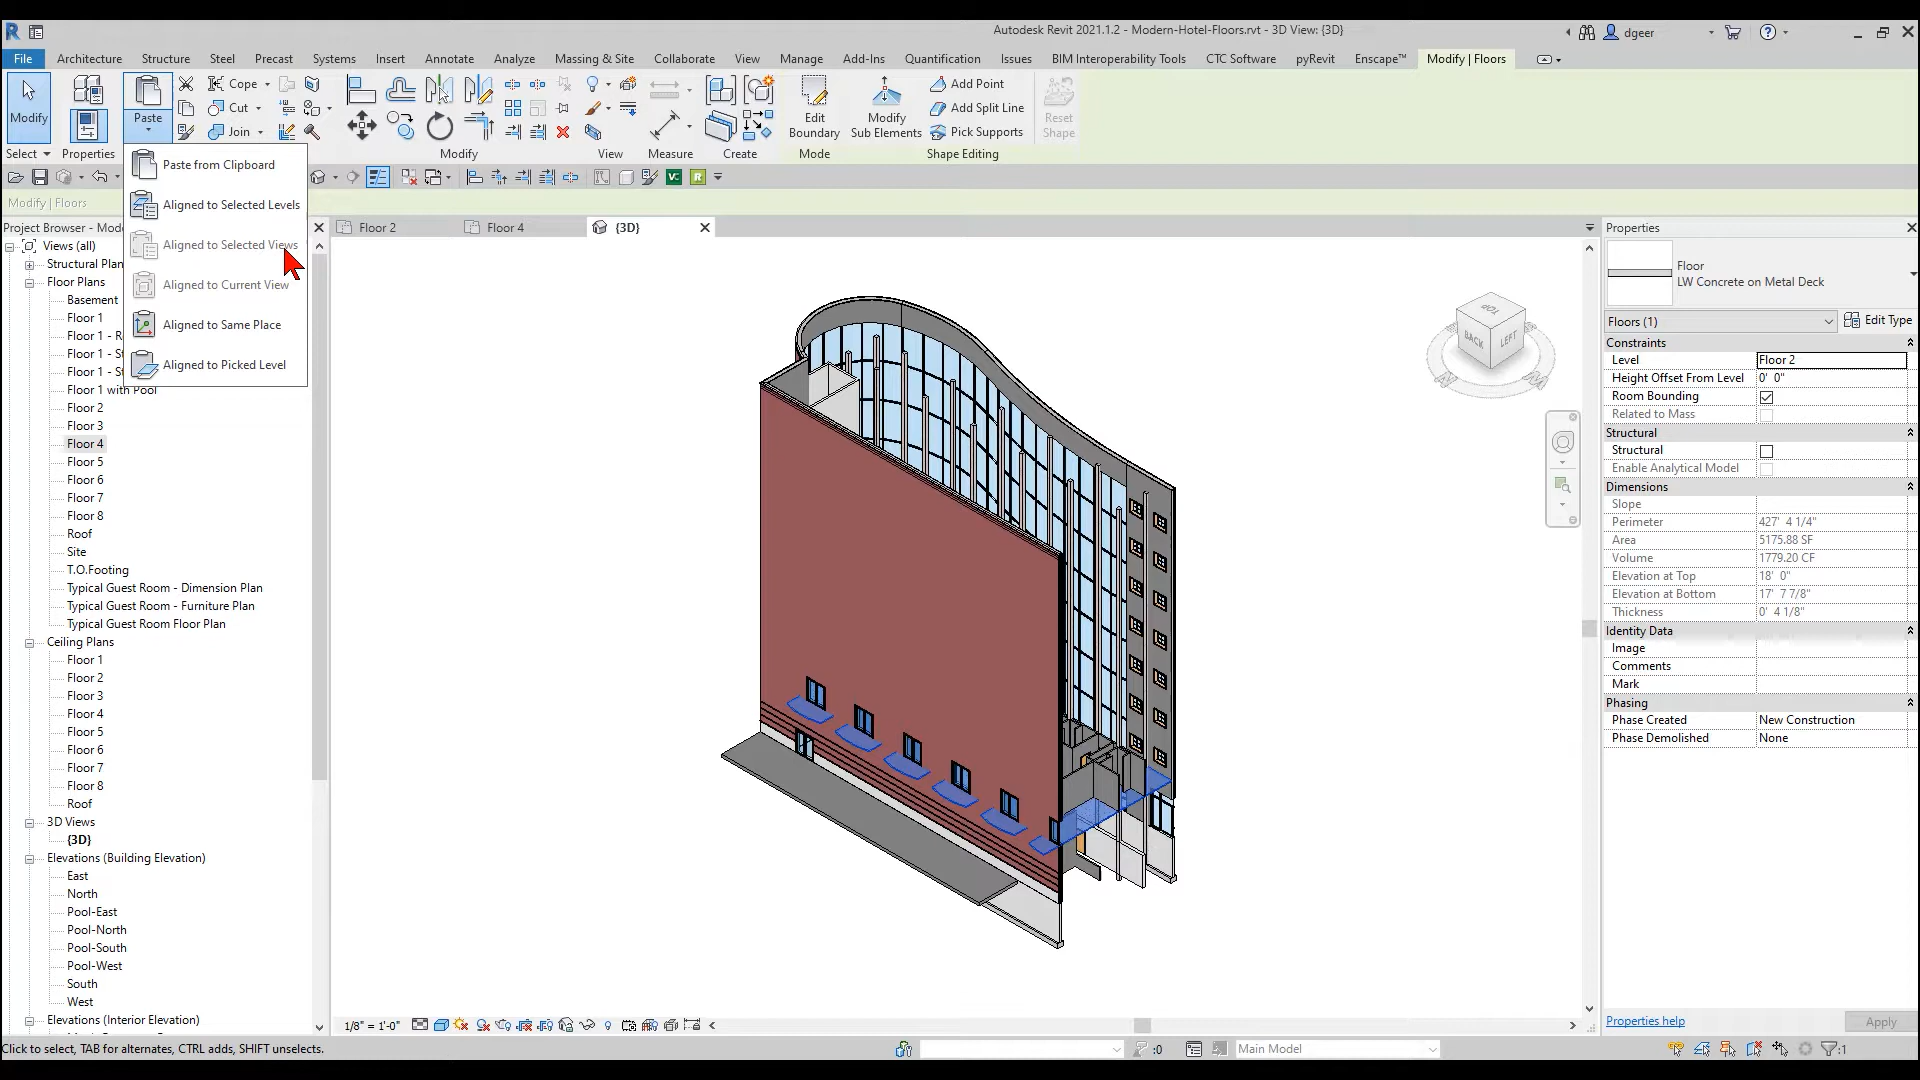 Autodesk Revit 2021.1.2 - Modern-Hotel-Floors.rvt - 3D View: {3D}
dgeer
File
Architecture
Structure
Steel
Precast
Systems
Insert
Annotate
Analyze
Massing & Site
Collaborate
View
Manage
Add-Ins
Quantification
Issues
BIM Interoperability Tools
CTC Software
pyRevit
Enscape™
Modify | Floors
Modify
Paste
Cope
Cut
Join
Edit
Boundary
Modify
Sub Elements
Add Point
Add Split Line
Pick Supports
Reset
Shape
Select
Properties
Modify
View
Measure
Create
Mode
Shape Editing
Paste from Clipboard
Aligned to Selected Levels
Aligned to Selected Views
Aligned to Current View
Aligned to Same Place
Aligned to Picked Level
Modify | Floors
Project Browser - Mode
Views (all)
Structural Plan
Floor Plans
Basement
Floor 1
Floor 1 - R
Floor 1 - St
Floor 1 - St
Floor 1 with Pool
Floor 2
Floor 3
Floor 4
Floor 5
Floor 6
Floor 7
Floor 8
Roof
Site
T.O.Footing
Typical Guest Room - Dimension Plan
Typical Guest Room - Furniture Plan
Typical Guest Room Floor Plan
Ceiling Plans
Floor 1
Floor 2
Floor 3
Floor 4
Floor 5
Floor 6
Floor 7
Floor 8
Roof
3D Views
{3D}
Elevations (Building Elevation)
East
North
Pool-East
Pool-North
Pool-South
Pool-West
South
West
Elevations (Interior Elevation)
Floor 2
Floor 4
{3D}
TOP
BACK
LEFT
1/8" = 1'-0"
Properties
Floor
LW Concrete on Metal Deck
Floors (1)
Edit Type
Constraints
Level Floor 2
Height Offset From Level 0' 0"
Room Bounding
Related to Mass
Structural
Structural
Enable Analytical Model
Dimensions
Slope
Perimeter 427' 4 1/4"
Area 5175.88 SF
Volume 1779.20 CF
Elevation at Top 18' 0"
Elevation at Bottom 17' 7 7/8"
Thickness 0' 4 1/8"
Identity Data
Image
Comments
Mark
Phasing
Phase Created New Construction
Phase Demolished None
Properties help
Apply
Click to select, TAB for alternates, CTRL adds, SHIFT unselects.
:0
Main Model
:1